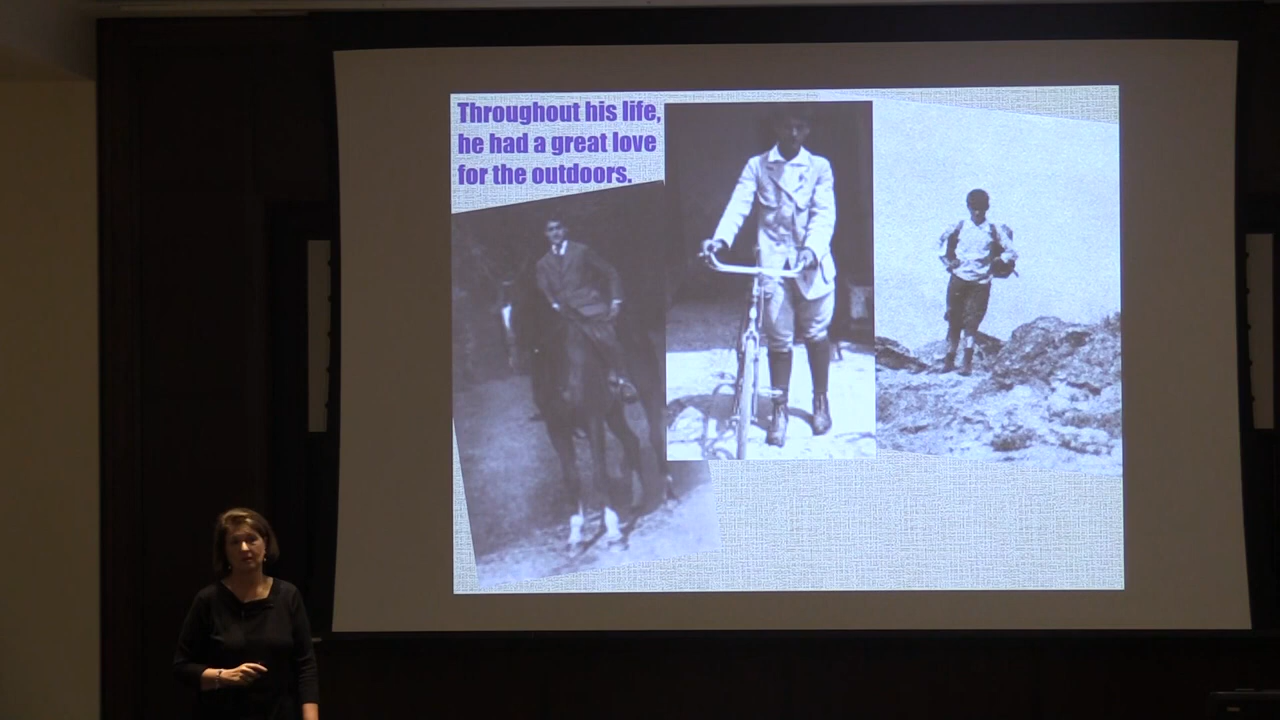 Throughout his life,
he had a great love
for the outdoors.